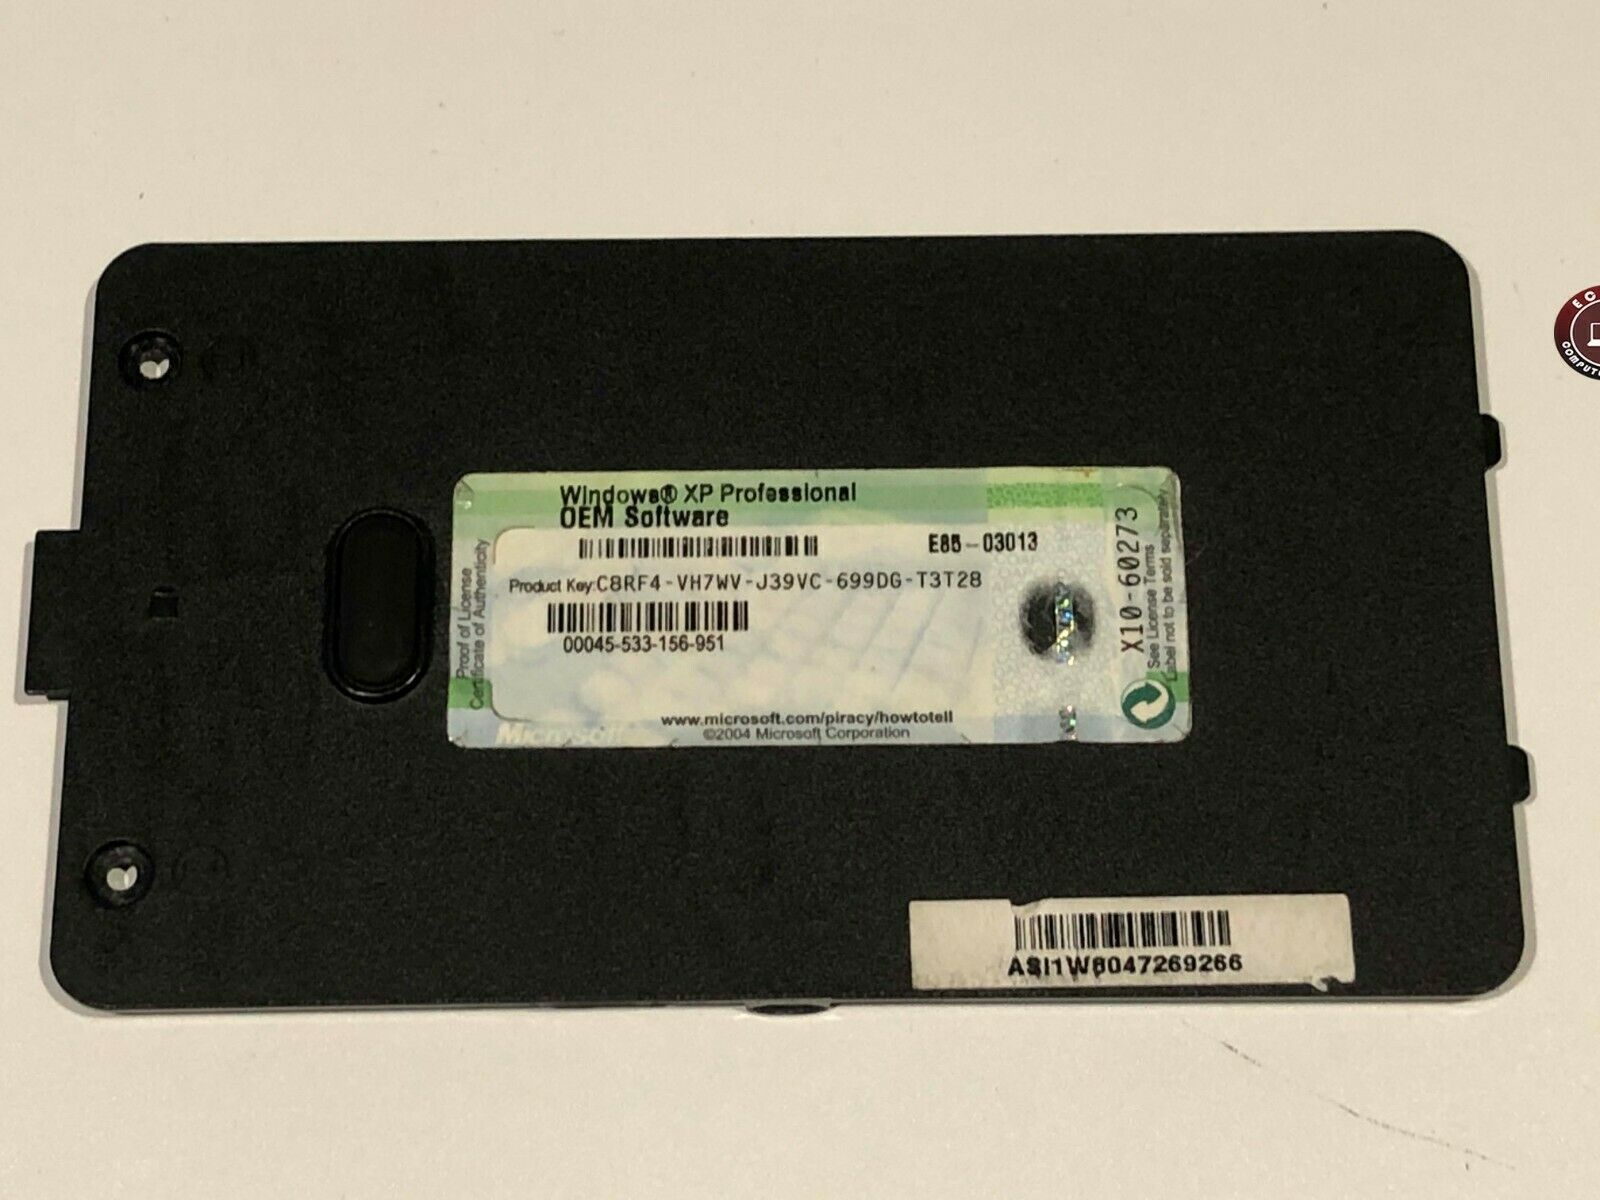 Windows® XP Professional
OEM Software
E85-03013
Product Key: C8RF4-VH7WV-J39VC-699DG-T3T28
00045-533-156-951
Proof of License
Certificate of Authenticity
X10-60273
See License Terms
Label not to be sold separately
www.microsoft.com/piracy/howtotell
©2004 Microsoft Corporation
Microsoft
ASI1W8047269266